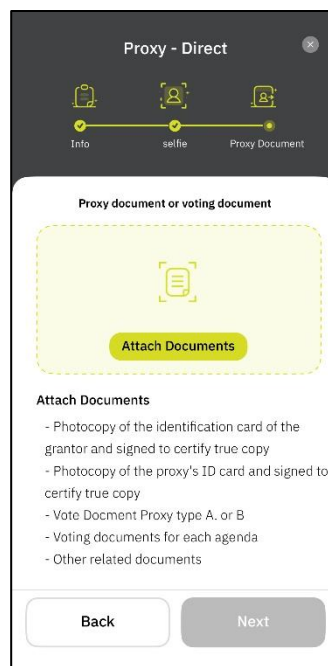 Proxy - Direct
Info
selfie
Proxy Document
Proxy document or voting document
Attach Documents
Attach Documents
- Photocopy of the identification card of the
grantor and signed to certify true copy
- Photocopy of the proxy's ID card and signed to
certify true copy
- Vote Docment Proxy type A. or B
- Voting documents for each agenda
- Other related documents
Back
Next